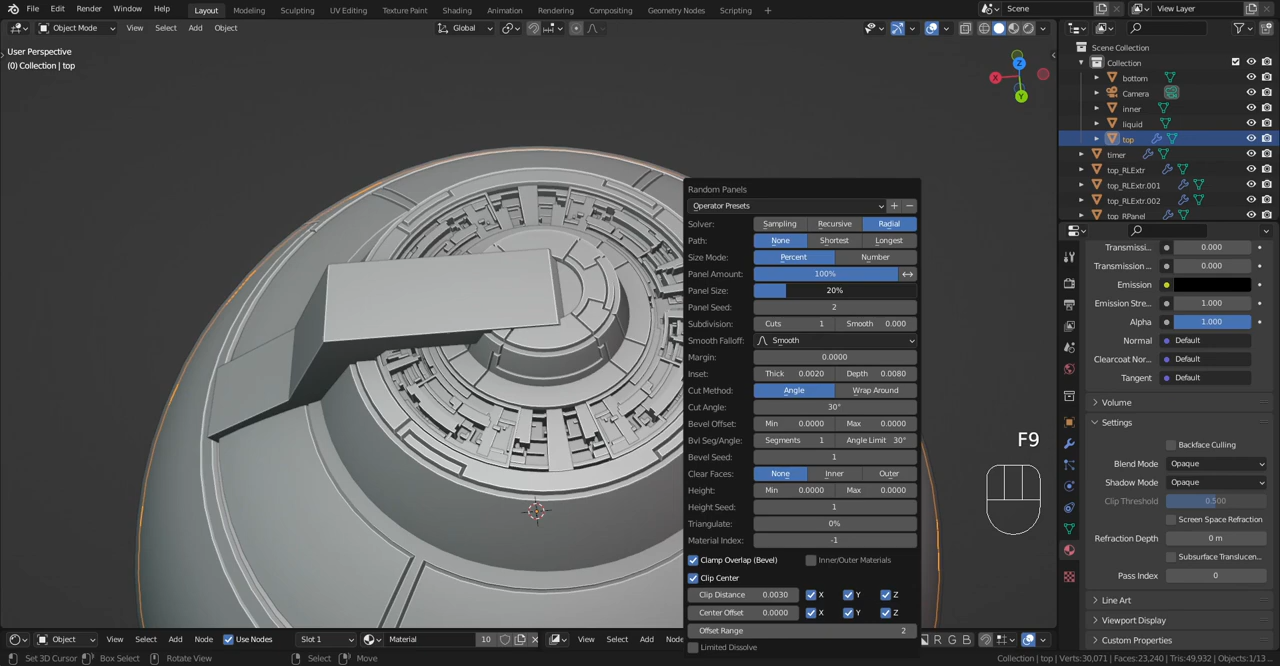 File Edit Render Window Help Layout Modeling Sculpting UV Editing Texture Paint Shading Animation Rendering Compositing Geometry Nodes Scripting + Scene View Layer
Object Mode View Select Add Object Global
User Perspective
(0) Collection | top
Z
X
Y
Scene Collection
Collection
bottom
Camera
inner
liquid
top
timer
top_RLExtr
top_RLExtr.001
top_RLExtr.002
top_RPanel
Random Panels
Operator Presets + −
Solver: Sampling Recursive Radial
Path: None Shortest Longest
Size Mode: Percent Number
Panel Amount: 100%
Panel Size: 20%
Panel Seed: 2
Subdivision: Cuts 1 Smooth 0.000
Smooth Falloff: Smooth
Margin: 0.0000
Inset: Thick 0.0020 Depth 0.0080
Cut Method: Angle Wrap Around
Cut Angle: 30°
Bevel Offset: Min 0.0000 Max 0.0000
Bvl Seg/Angle: Segments 1 Angle Limit 30°
Bevel Seed: 1
Clear Faces: None Inner Outer
Height: Min 0.0000 Max 0.0000
Height Seed: 1
Triangulate: 0%
Material Index: -1
Clamp Overlap (Bevel) Inner/Outer Materials
Clip Center
Clip Distance 0.0030 X Y Z
Center Offset 0.0000 X Y Z
Offset Range 2
Limited Dissolve
F9
Transmissi... 0.000
Transmissi... 0.000
Emission
Emission Stre... 1.000
Alpha 1.000
Normal Default
Clearcoat Nor... Default
Tangent Default
Volume
Settings
Backface Culling
Blend Mode Opaque
Shadow Mode Opaque
Clip Threshold 0.500
Screen Space Refraction
Refraction Depth 0 m
Subsurface Translucen...
Pass Index 0
Line Art
Viewport Display
Custom Properties
Object View Select Add Node Use Nodes Slot 1 Material 10 View Select Add Node R G B
Set 3D Cursor Box Select Rotate View Select Move Collection | top | Verts:30,071 | Faces:23,240 | Tris:49,932 | Objects:1/13